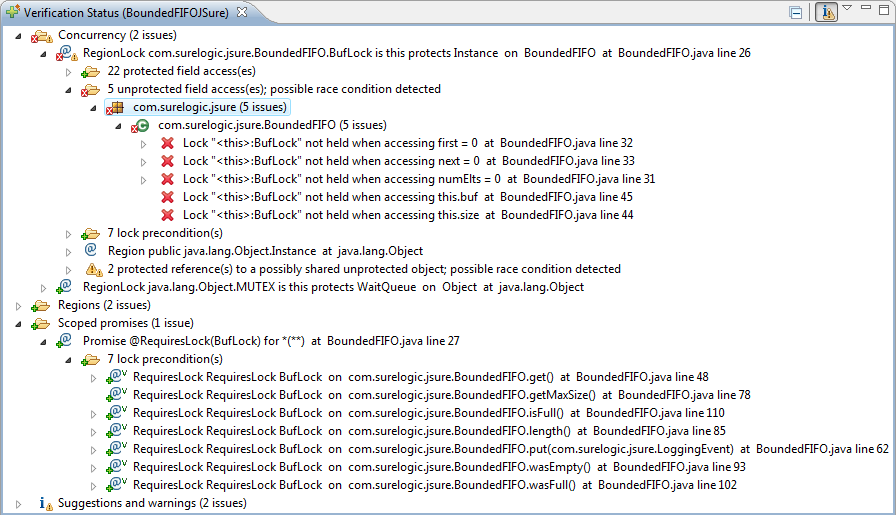 Verification Status (BoundedFIFOJSure)
Concurrency (2 issues)
RegionLock com.surelogic.jsure.BoundedFIFO.BufLock is this protects Instance on BoundedFIFO at BoundedFIFO.java line 26
22 protected field access(es)
5 unprotected field access(es); possible race condition detected
com.surelogic.jsure (5 issues)
com.surelogic.jsure.BoundedFIFO (5 issues)
Lock "<this>:BufLock" not held when accessing first = 0 at BoundedFIFO.java line 32
Lock "<this>:BufLock" not held when accessing next = 0 at BoundedFIFO.java line 33
Lock "<this>:BufLock" not held when accessing numElts = 0 at BoundedFIFO.java line 31
Lock "<this>:BufLock" not held when accessing this.buf at BoundedFIFO.java line 45
Lock "<this>:BufLock" not held when accessing this.size at BoundedFIFO.java line 44
7 lock precondition(s)
Region public java.lang.Object.Instance at java.lang.Object
2 protected reference(s) to a possibly shared unprotected object; possible race condition detected
RegionLock java.lang.Object.MUTEX is this protects WaitQueue on Object at java.lang.Object
Regions (2 issues)
Scoped promises (1 issue)
Promise @RequiresLock(BufLock) for *(**) at BoundedFIFO.java line 27
7 lock precondition(s)
RequiresLock RequiresLock BufLock on com.surelogic.jsure.BoundedFIFO.get() at BoundedFIFO.java line 48
RequiresLock RequiresLock BufLock on com.surelogic.jsure.BoundedFIFO.getMaxSize() at BoundedFIFO.java line 78
RequiresLock RequiresLock BufLock on com.surelogic.jsure.BoundedFIFO.isFull() at BoundedFIFO.java line 110
RequiresLock RequiresLock BufLock on com.surelogic.jsure.BoundedFIFO.length() at BoundedFIFO.java line 85
RequiresLock RequiresLock BufLock on com.surelogic.jsure.BoundedFIFO.put(com.surelogic.jsure.LoggingEvent) at BoundedFIFO.java line 62
RequiresLock RequiresLock BufLock on com.surelogic.jsure.BoundedFIFO.wasEmpty() at BoundedFIFO.java line 93
RequiresLock RequiresLock BufLock on com.surelogic.jsure.BoundedFIFO.wasFull() at BoundedFIFO.java line 102
Suggestions and warnings (2 issues)